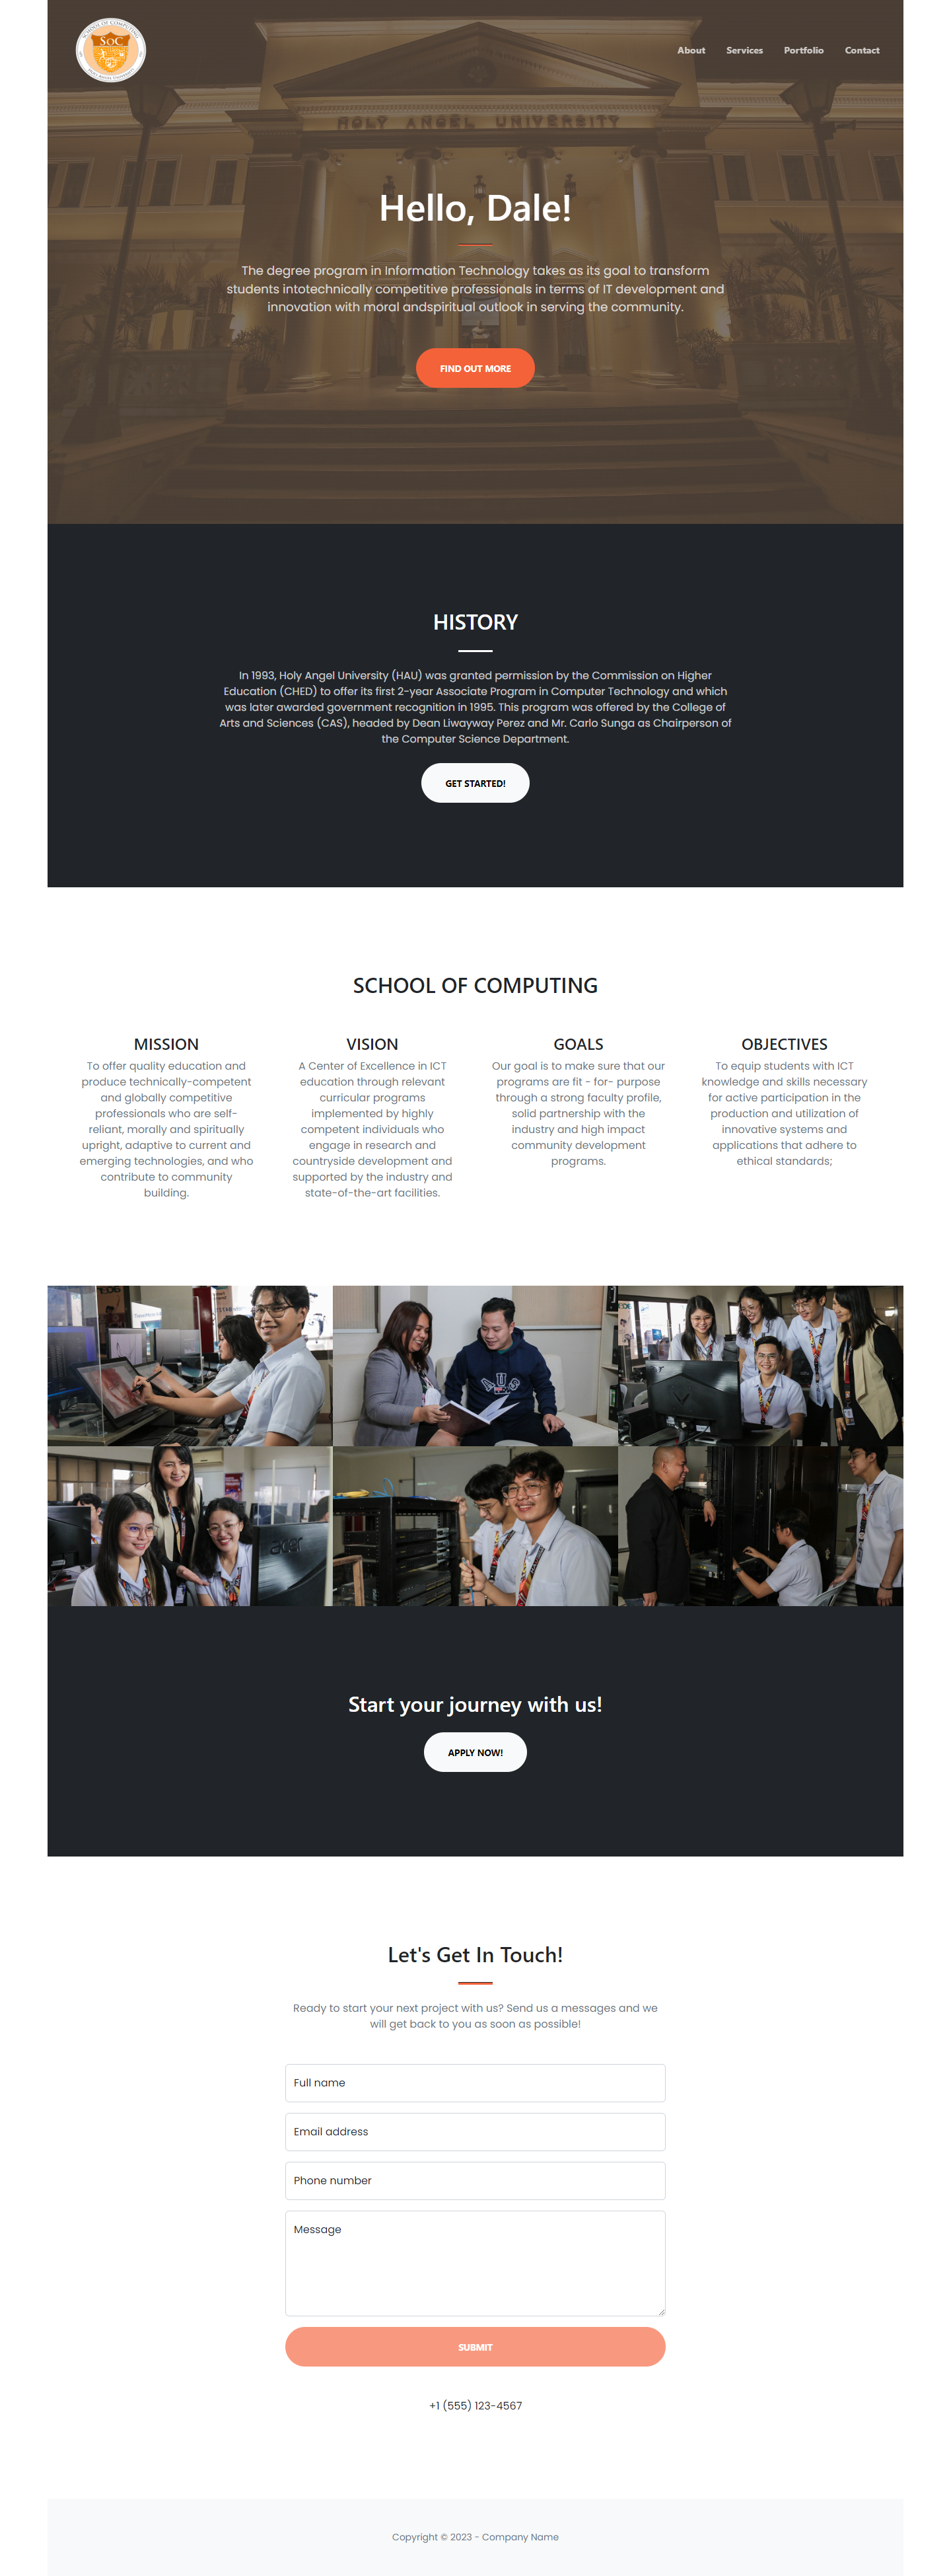 SCHOOL OF COMPUTING
SOC
HOLY ANGEL UNIVERSITY
About Services Portfolio Contact
HOLY ANGEL UNIVERSITY
Hello, Dale!
The degree program in Information Technology takes as its goal to transform
students intotechnically competitive professionals in terms of IT development and
innovation with moral andspiritual outlook in serving the community.
FIND OUT MORE
HISTORY
In 1993, Holy Angel University (HAU) was granted permission by the Commission on Higher
Education (CHED) to offer its first 2-year Associate Program in Computer Technology and which
was later awarded government recognition in 1995. This program was offered by the College of
Arts and Sciences (CAS), headed by Dean Liwayway Perez and Mr. Carlo Sunga as Chairperson of
the Computer Science Department.
GET STARTED!
SCHOOL OF COMPUTING
MISSION
To offer quality education and
produce technically-competent
and globally competitive
professionals who are self-
reliant, morally and spiritually
upright, adaptive to current and
emerging technologies, and who
contribute to community
building.
VISION
A Center of Excellence in ICT
education through relevant
curricular programs
implemented by highly
competent individuals who
engage in research and
countryside development and
supported by the industry and
state-of-the-art facilities.
GOALS
Our goal is to make sure that our
programs are fit - for- purpose
through a strong faculty profile,
solid partnership with the
industry and high impact
community development
programs.
OBJECTIVES
To equip students with ICT
knowledge and skills necessary
for active participation in the
production and utilization of
innovative systems and
applications that adhere to
ethical standards;
AUS
acer
Start your journey with us!
APPLY NOW!
Let's Get In Touch!
Ready to start your next project with us? Send us a messages and we
will get back to you as soon as possible!
Full name
Email address
Phone number
Message
SUBMIT
+1 (555) 123-4567
Copyright © 2023 - Company Name